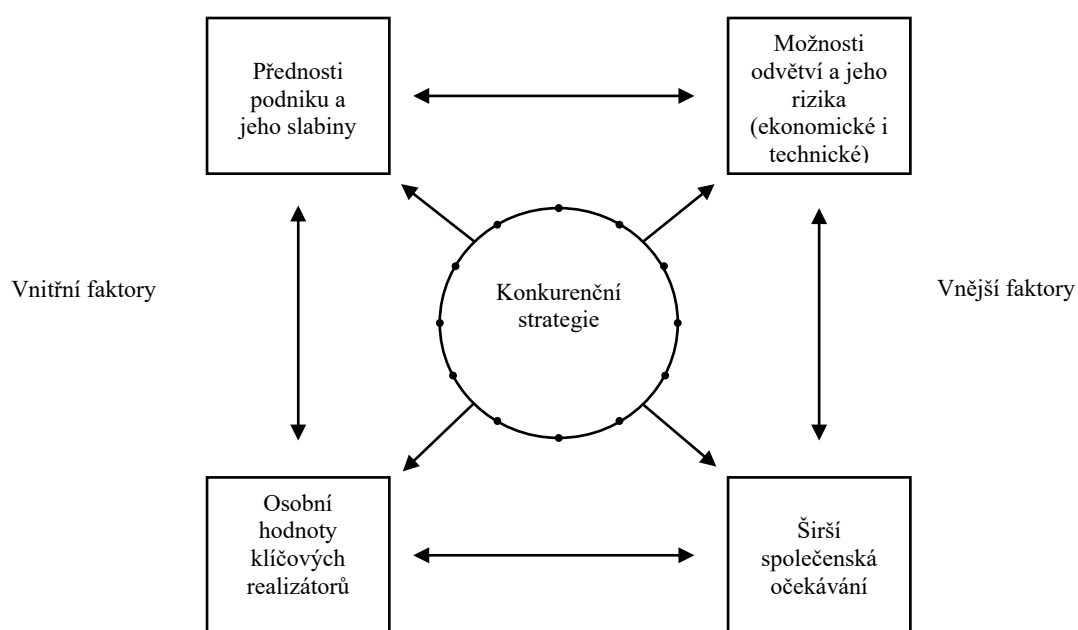 Přednosti
podniku a
jeho slabiny
Možnosti
odvětví a jeho
rizika
(ekonomické i
technické)
Vnitřní faktory
Konkurenční
strategie
Vnější faktory
Osobní
hodnoty
klíčových
realizátorů
Širší
společenská
očekávání